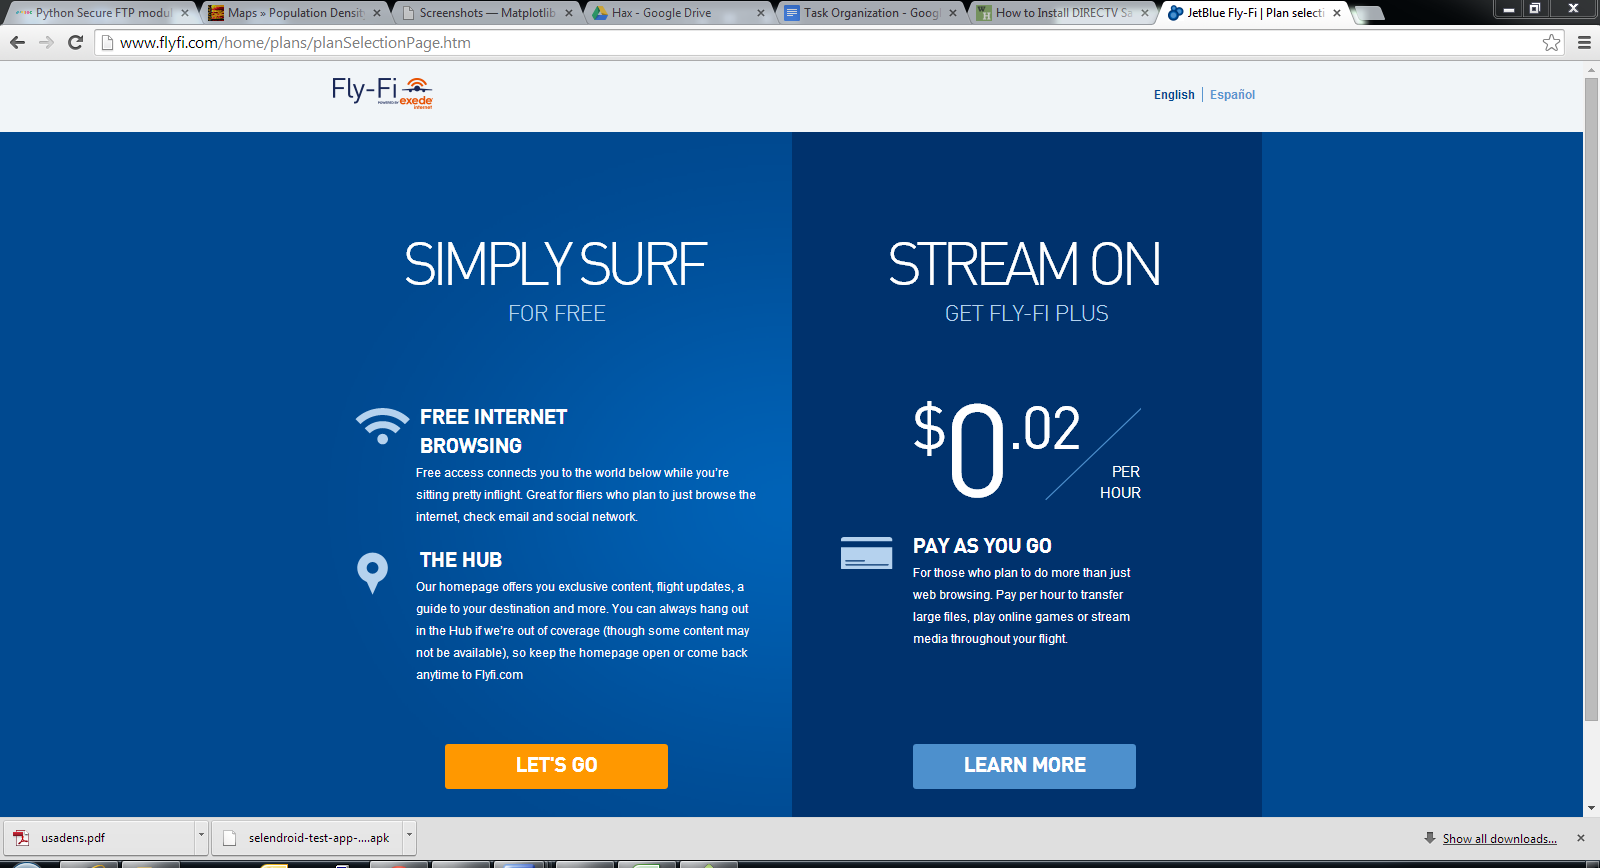 Python Secure FTP modul
Maps » Population Densit
Screenshots — Matplotlib
Hax - Google Drive
Task Organization - Googl
How to Install DIRECTV Sa
JetBlue Fly-Fi | Plan selecti
www.flyfi.com/home/plans/planSelectionPage.htm
Fly-Fi
POWERED BY
exede
internet
English | Español
SIMPLY SURF
FOR FREE
FREE INTERNET
BROWSING
Free access connects you to the world below while you're
sitting pretty inflight. Great for fliers who plan to just browse the
internet, check email and social network.
THE HUB
Our homepage offers you exclusive content, flight updates, a
guide to your destination and more. You can always hang out
in the Hub if we're out of coverage (though some content may
not be available), so keep the homepage open or come back
anytime to Flyfi.com
LET'S GO
STREAM ON
GET FLY-FI PLUS
$0.02
PER
HOUR
PAY AS YOU GO
For those who plan to do more than just
web browsing. Pay per hour to transfer
large files, play online games or stream
media throughout your flight.
LEARN MORE
usadens.pdf
selendroid-test-app-....apk
Show all downloads...